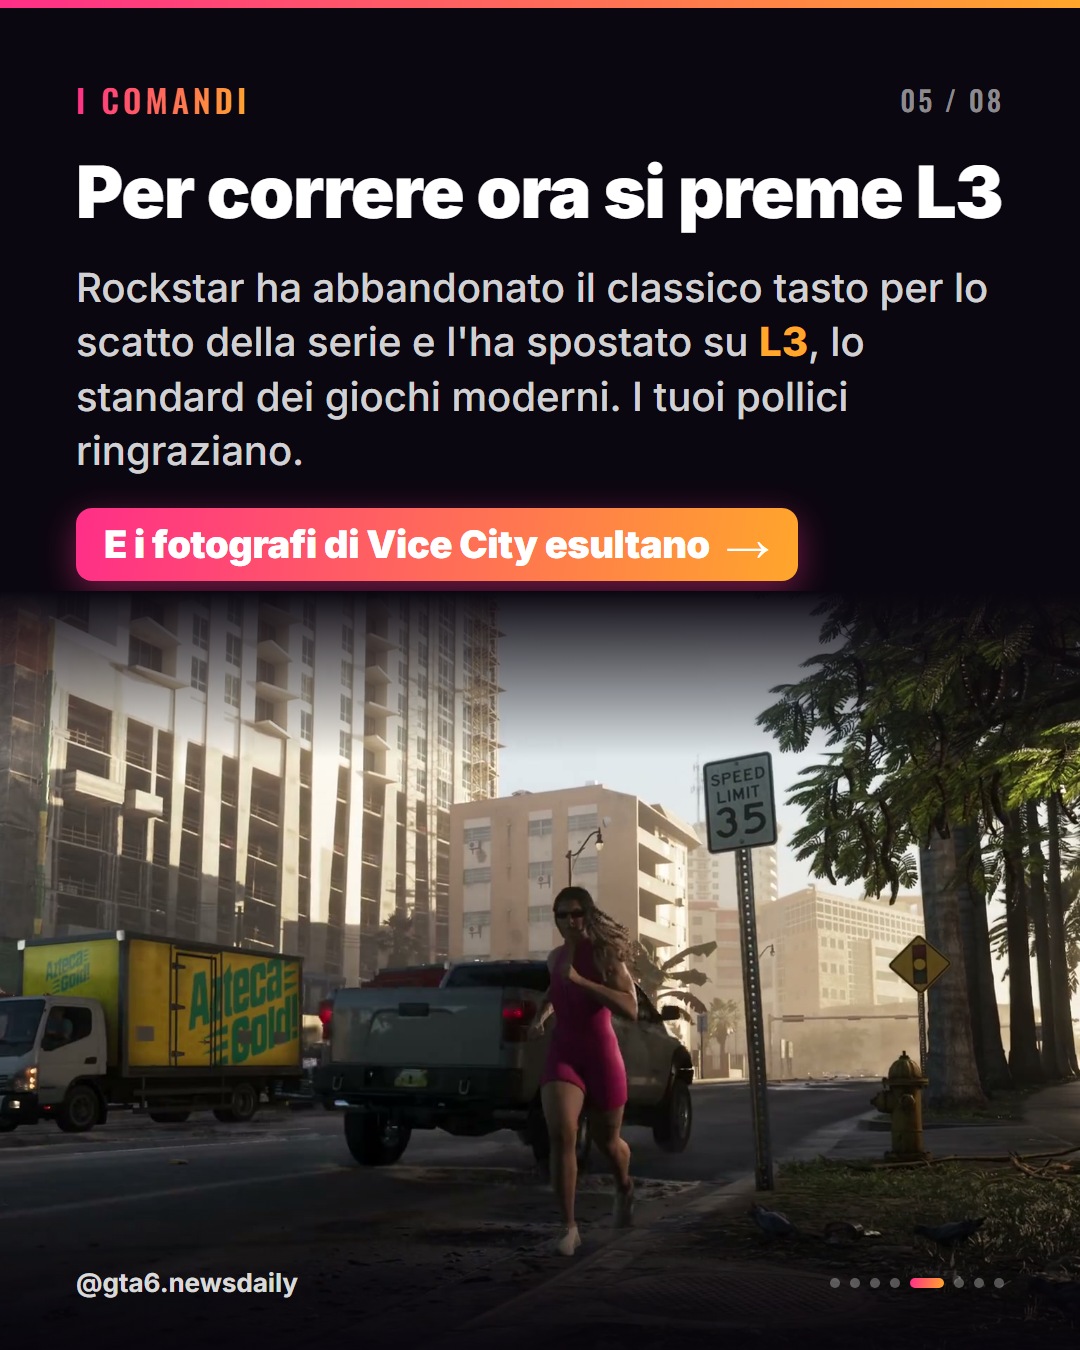 I COMANDI
05 / 08
Per correre ora si preme L3
Rockstar ha abbandonato il classico tasto per lo
scatto della serie e l'ha spostato su L3, lo
standard dei giochi moderni. I tuoi pollici
ringraziano.
E i fotografi di Vice City esultano →
SPEED
LIMIT
35
Azteca
Gold!
Azteca
Gold!
@gta6.newsdaily